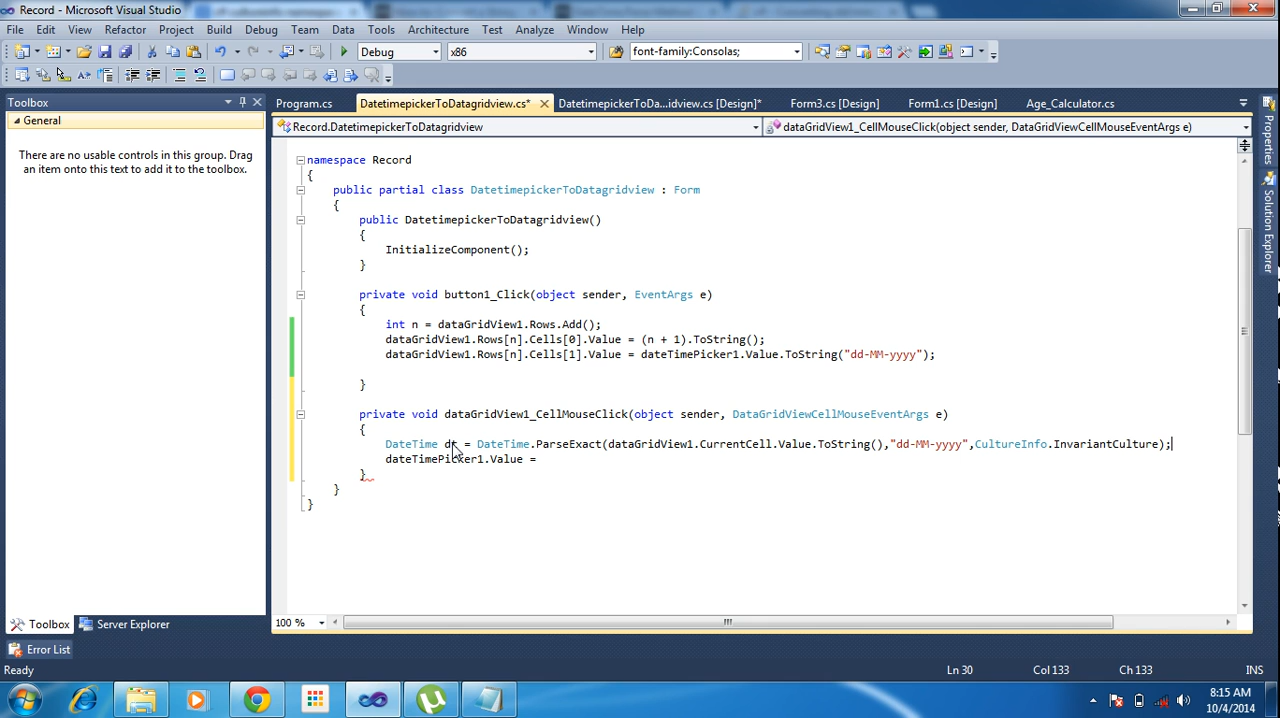 Record - Microsoft Visual Studio
File Edit View Refactor Project Build Debug Team Data Tools Architecture Test Analyze Window Help
Debug x86 font-family:Consolas;
Toolbox
General
There are no usable controls in this group. Drag
an item onto this text to add it to the toolbox.
Program.cs DatetimepickerToDatagridview.cs* DatetimepickerToDa...idview.cs [Design]* Form3.cs [Design] Form1.cs [Design] Age_Calculator.cs
Record.DatetimepickerToDatagridview dataGridView1_CellMouseClick(object sender, DataGridViewCellMouseEventArgs e)
namespace Record
{
public partial class DatetimepickerToDatagridview : Form
{
public DatetimepickerToDatagridview()
{
InitializeComponent();
}
private void button1_Click(object sender, EventArgs e)
{
int n = dataGridView1.Rows.Add();
dataGridView1.Rows[n].Cells[0].Value = (n + 1).ToString();
dataGridView1.Rows[n].Cells[1].Value = dateTimePicker1.Value.ToString("dd-MM-yyyy");
}
private void dataGridView1_CellMouseClick(object sender, DataGridViewCellMouseEventArgs e)
{
DateTime dt = DateTime.ParseExact(dataGridView1.CurrentCell.Value.ToString(),"dd-MM-yyyy",CultureInfo.InvariantCulture);
dateTimePicker1.Value =
}
}
}
Properties
Solution Explorer
100 %
Toolbox Server Explorer
Error List
Ready Ln 30 Col 133 Ch 133 INS
8:15 AM
10/4/2014